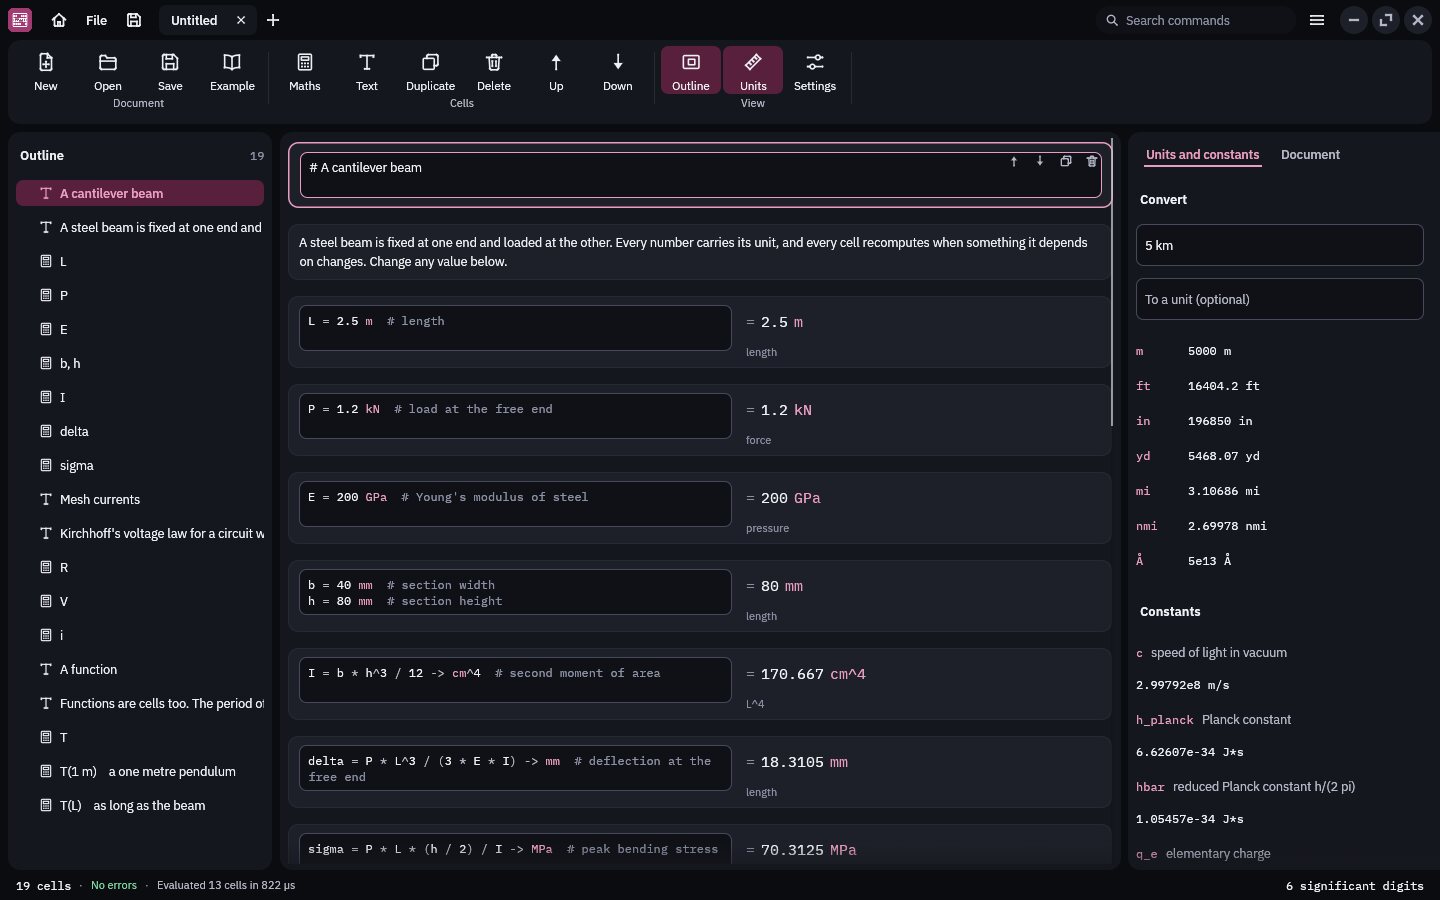 File
Untitled
Search commands
New
Open
Save
Example
Maths
Text
Duplicate
Delete
Up
Down
Outline
Units
Settings
Document
Cells
View
Outline
19
A cantilever beam
A steel beam is fixed at one end and
L
P
E
b, h
I
delta
sigma
Mesh currents
Kirchhoff's voltage law for a circuit w
R
V
i
A function
Functions are cells too. The period of
T
T(1 m) a one metre pendulum
T(L) as long as the beam
# A cantilever beam
A steel beam is fixed at one end and loaded at the other. Every number carries its unit, and every cell recomputes when something it depends
on changes. Change any value below.
L = 2.5 m # length
= 2.5 m
length
P = 1.2 kN # load at the free end
= 1.2 kN
force
E = 200 GPa # Young's modulus of steel
= 200 GPa
pressure
b = 40 mm # section width
h = 80 mm # section height
= 80 mm
length
I = b * h^3 / 12 -> cm^4 # second moment of area
= 170.667 cm^4
L^4
delta = P * L^3 / (3 * E * I) -> mm # deflection at the
free end
= 18.3105 mm
length
sigma = P * L * (h / 2) / I -> MPa # peak bending stress
= 70.3125 MPa
Units and constants
Document
Convert
5 km
To a unit (optional)
m 5000 m
ft 16404.2 ft
in 196850 in
yd 5468.07 yd
mi 3.10686 mi
nmi 2.69978 nmi
Å 5e13 Å
Constants
c speed of light in vacuum
2.99792e8 m/s
h_planck Planck constant
6.62607e-34 J*s
hbar reduced Planck constant h/(2 pi)
1.05457e-34 J*s
q_e elementary charge
19 cells · No errors · Evaluated 13 cells in 822 µs
6 significant digits